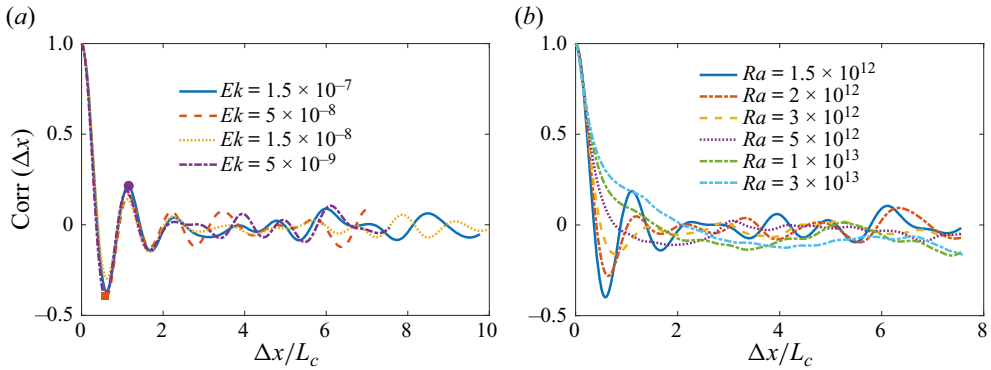 (a)
1.0
0.5
0
–0.5
Corr (Δx)
Ek = 1.5 × 10⁻⁷
Ek = 5 × 10⁻⁸
Ek = 1.5 × 10⁻⁸
Ek = 5 × 10⁻⁹
0 2 4 6 8 10
Δx/L_c
(b)
1.0
0.5
0
–0.5
Ra = 1.5 × 10¹²
Ra = 2 × 10¹²
Ra = 3 × 10¹²
Ra = 5 × 10¹²
Ra = 1 × 10¹³
Ra = 3 × 10¹³
0 2 4 6 8
Δx/L_c